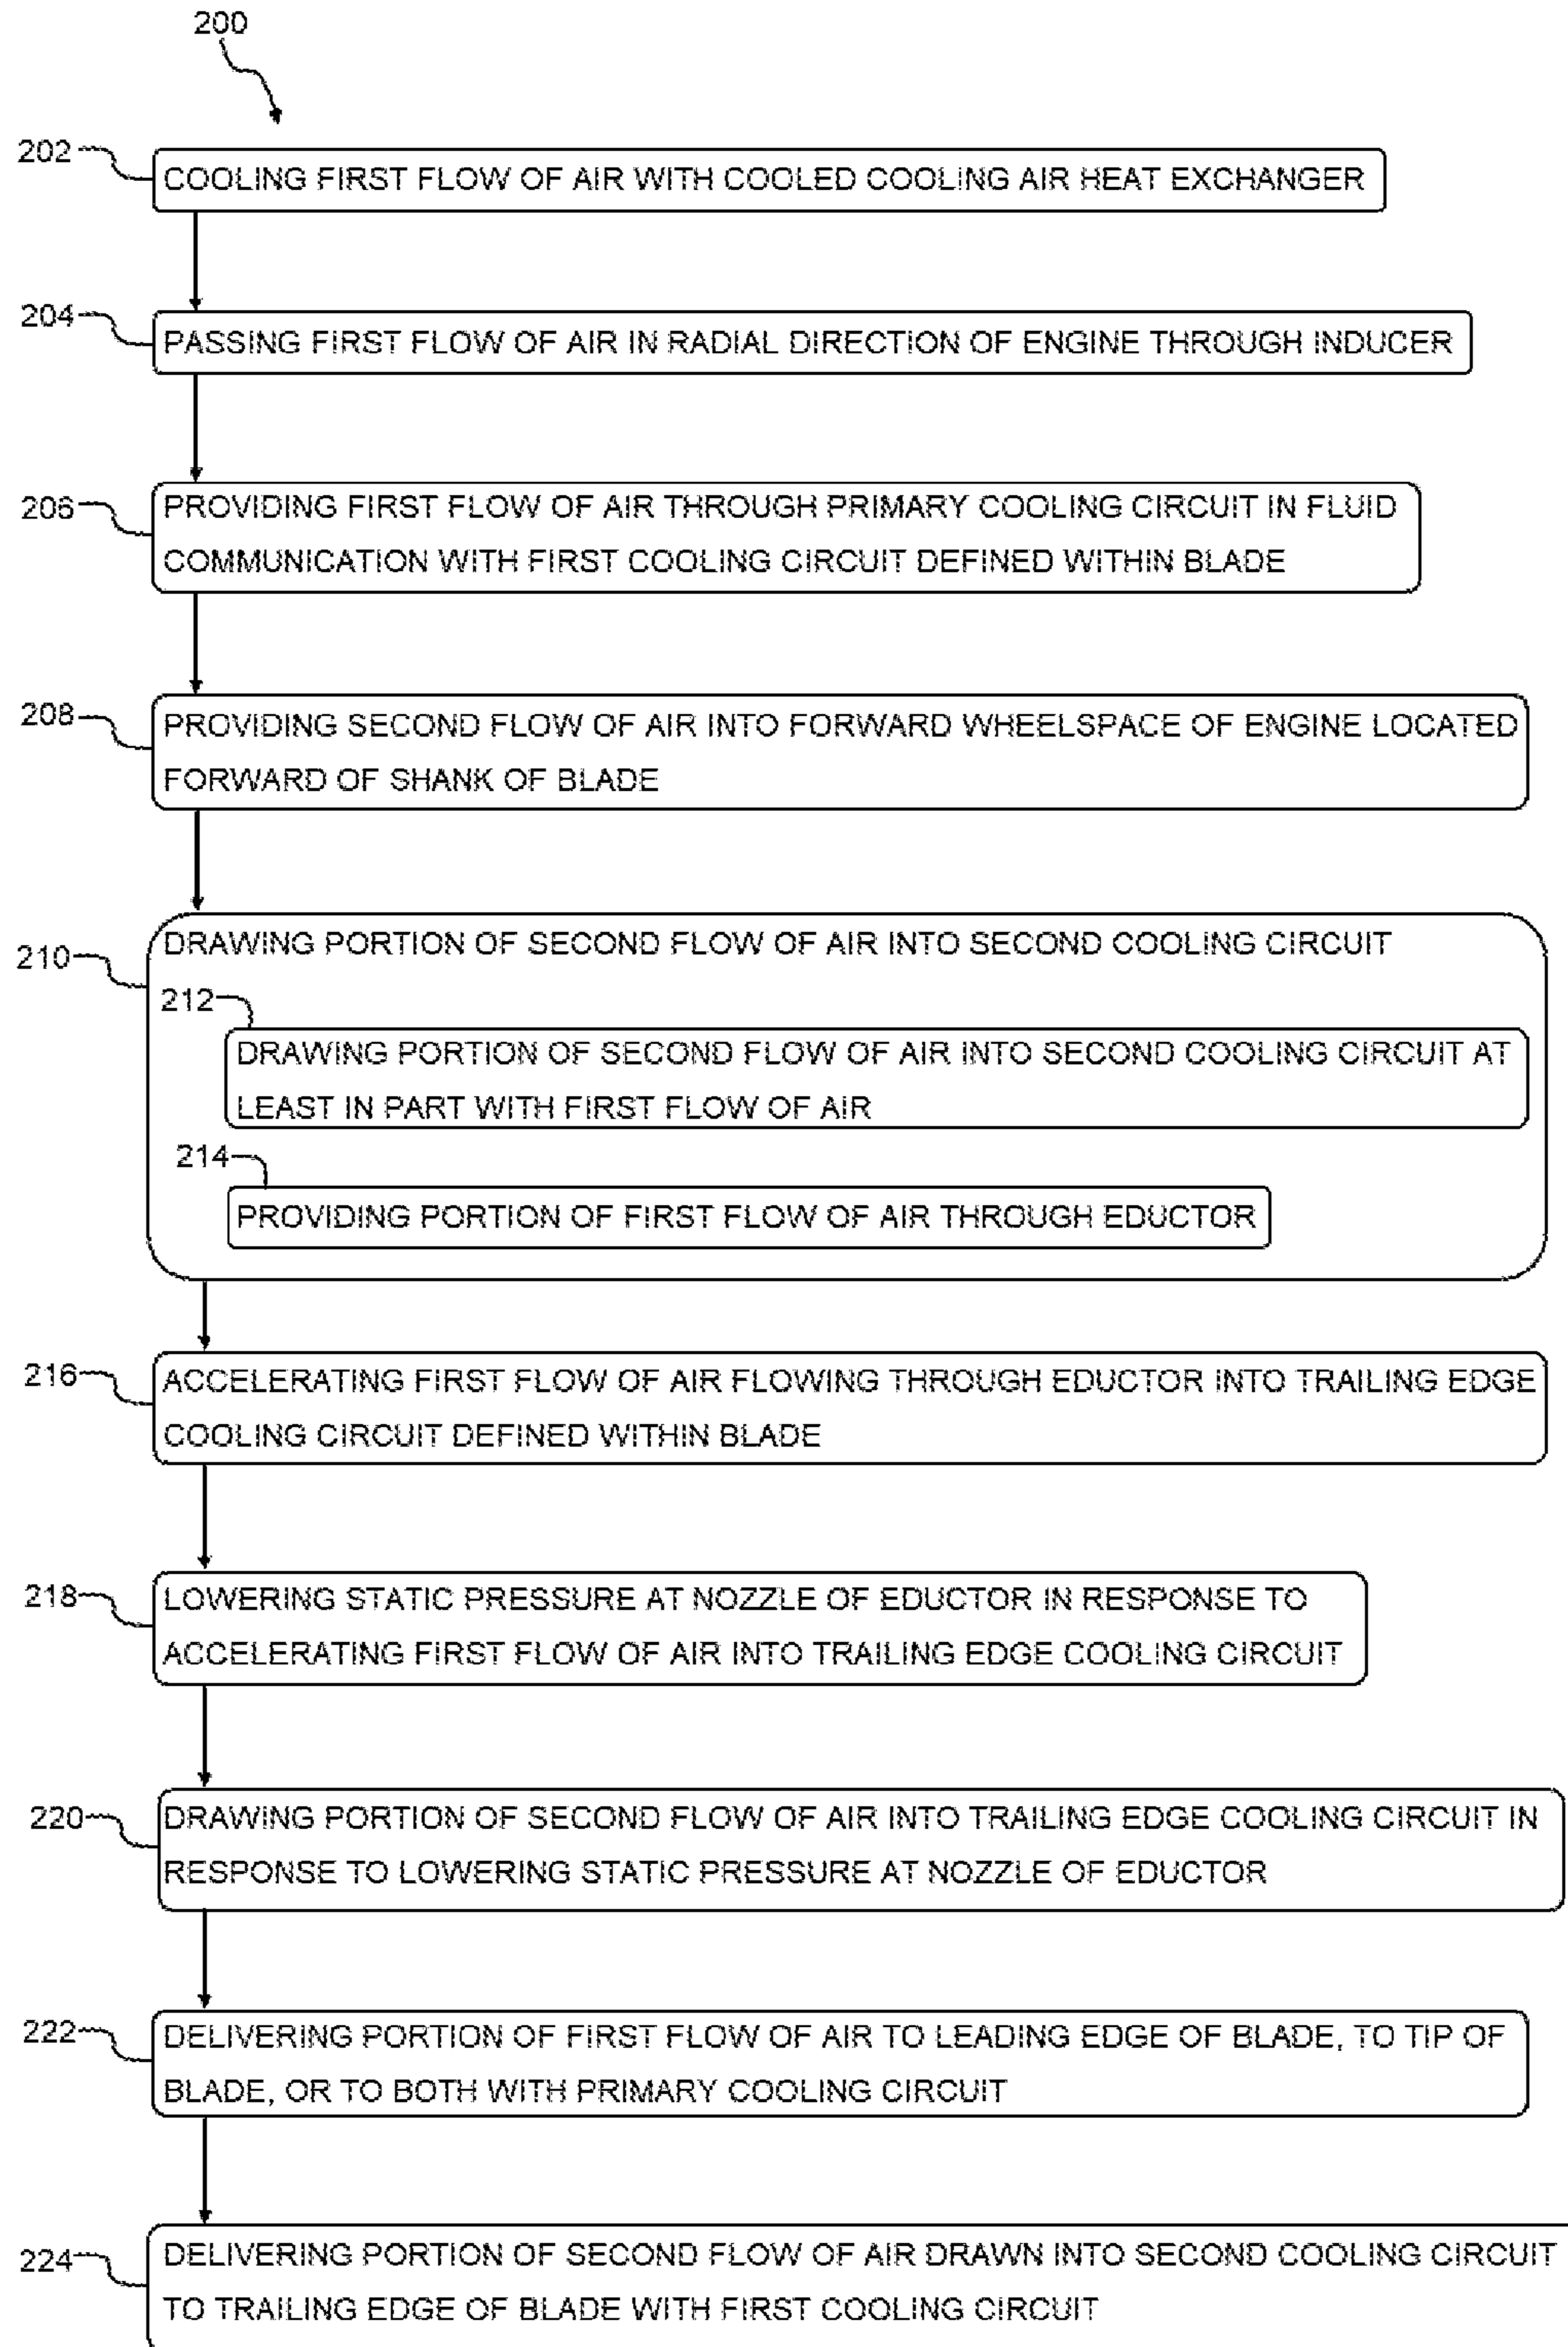 200
202
COOLING FIRST FLOW OF AIR WITH COOLED COOLING AIR HEAT EXCHANGER
204
PASSING FIRST FLOW OF AIR IN RADIAL DIRECTION OF ENGINE THROUGH INDUCER
206
PROVIDING FIRST FLOW OF AIR THROUGH PRIMARY COOLING CIRCUIT IN FLUID
COMMUNICATION WITH FIRST COOLING CIRCUIT DEFINED WITHIN BLADE
208
PROVIDING SECOND FLOW OF AIR INTO FORWARD WHEELSPACE OF ENGINE LOCATED
FORWARD OF SHANK OF BLADE
210
DRAWING PORTION OF SECOND FLOW OF AIR INTO SECOND COOLING CIRCUIT
212
DRAWING PORTION OF SECOND FLOW OF AIR INTO SECOND COOLING CIRCUIT AT
LEAST IN PART WITH FIRST FLOW OF AIR
214
PROVIDING PORTION OF FIRST FLOW OF AIR THROUGH EDUCTOR
216
ACCELERATING FIRST FLOW OF AIR FLOWING THROUGH EDUCTOR INTO TRAILING EDGE
COOLING CIRCUIT DEFINED WITHIN BLADE
218
LOWERING STATIC PRESSURE AT NOZZLE OF EDUCTOR IN RESPONSE TO
ACCELERATING FIRST FLOW OF AIR INTO TRAILING EDGE COOLING CIRCUIT
220
DRAWING PORTION OF SECOND FLOW OF AIR INTO TRAILING EDGE COOLING CIRCUIT IN
RESPONSE TO LOWERING STATIC PRESSURE AT NOZZLE OF EDUCTOR
222
DELIVERING PORTION OF FIRST FLOW OF AIR TO LEADING EDGE OF BLADE, TO TIP OF
BLADE, OR TO BOTH WITH PRIMARY COOLING CIRCUIT
224
DELIVERING PORTION OF SECOND FLOW OF AIR DRAWN INTO SECOND COOLING CIRCUIT
TO TRAILING EDGE OF BLADE WITH FIRST COOLING CIRCUIT